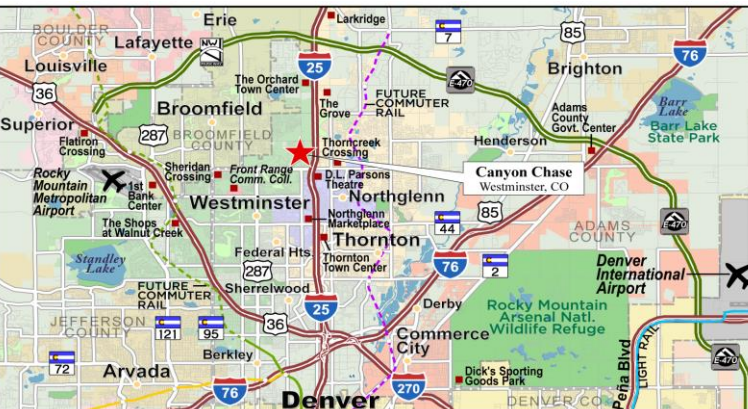 Erie
Larkridge
BOULDER
COUNTY
Lafayette
NW
PARKWAY
7
85
Louisville
25
76
36
The Orchard
Town Center
E-470
Brighton
Superior
Broomfield
The
Grove
FUTURE
COMMUTER
RAIL
Adams
County
Govt. Center
Barr
Lake
Barr Lake
State Park
287
BROOMFIELD
COUNTY
Flatiron
Crossing
Thorncreek
Crossing
Henderson
Rocky
Mountain
Metropolitan
Airport
Sheridan
Crossing
Front Range
Comm. Coll.
D.L. Parsons
Theatre
Canyon Chase
Westminster, CO
1st
Bank
Center
Westminster
Northglenn
85
The Shops
at Walnut Creek
Northglenn
Marketplace
44
E-470
ADAMS
COUNTY
Standley
Lake
Federal Hts.
Thornton
Thornton
Town Center
76
2
Denver
International
Airport
287
FUTURE
COMMUTER
RAIL
Sherrelwood
25
Derby
Rocky Mountain
Arsenal Natl.
Wildlife Refuge
JEFFERSON
COUNTY
121
95
36
Commerce
City
72
Berkley
Peña Blvd
LIGHT RAIL
E-470
Arvada
76
Denver
270
Dick's Sporting
Goods Park
DENVER CO